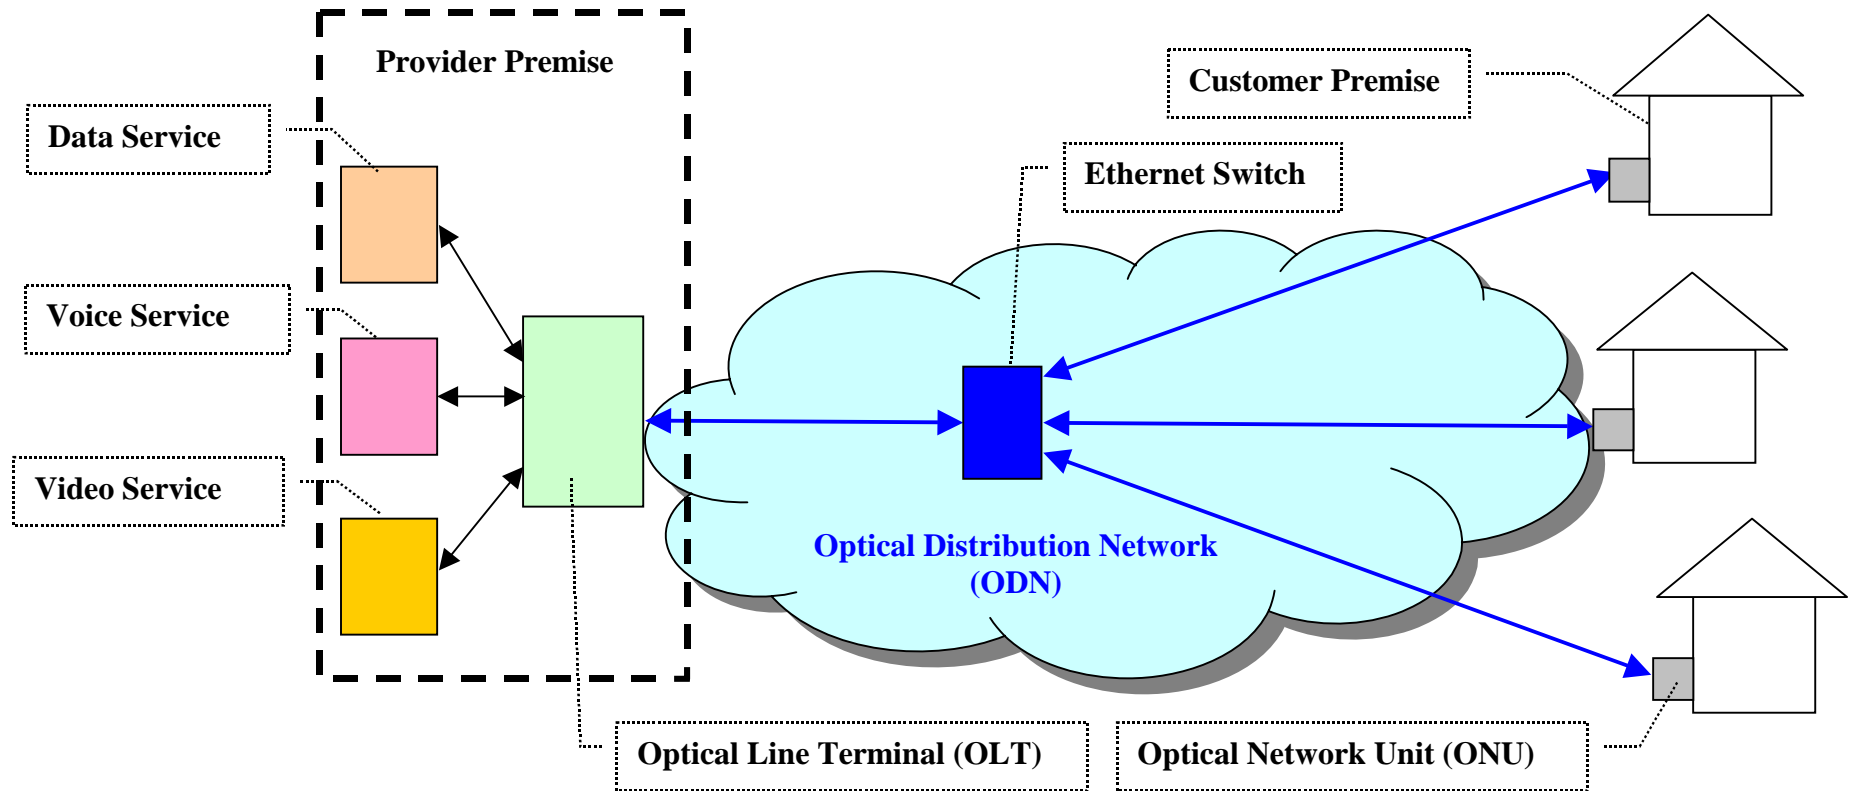 Provider Premise
Customer Premise
Data Service
Ethernet Switch
Voice Service
Video Service
Optical Distribution Network
(ODN)
Optical Line Terminal (OLT)
Optical Network Unit (ONU)